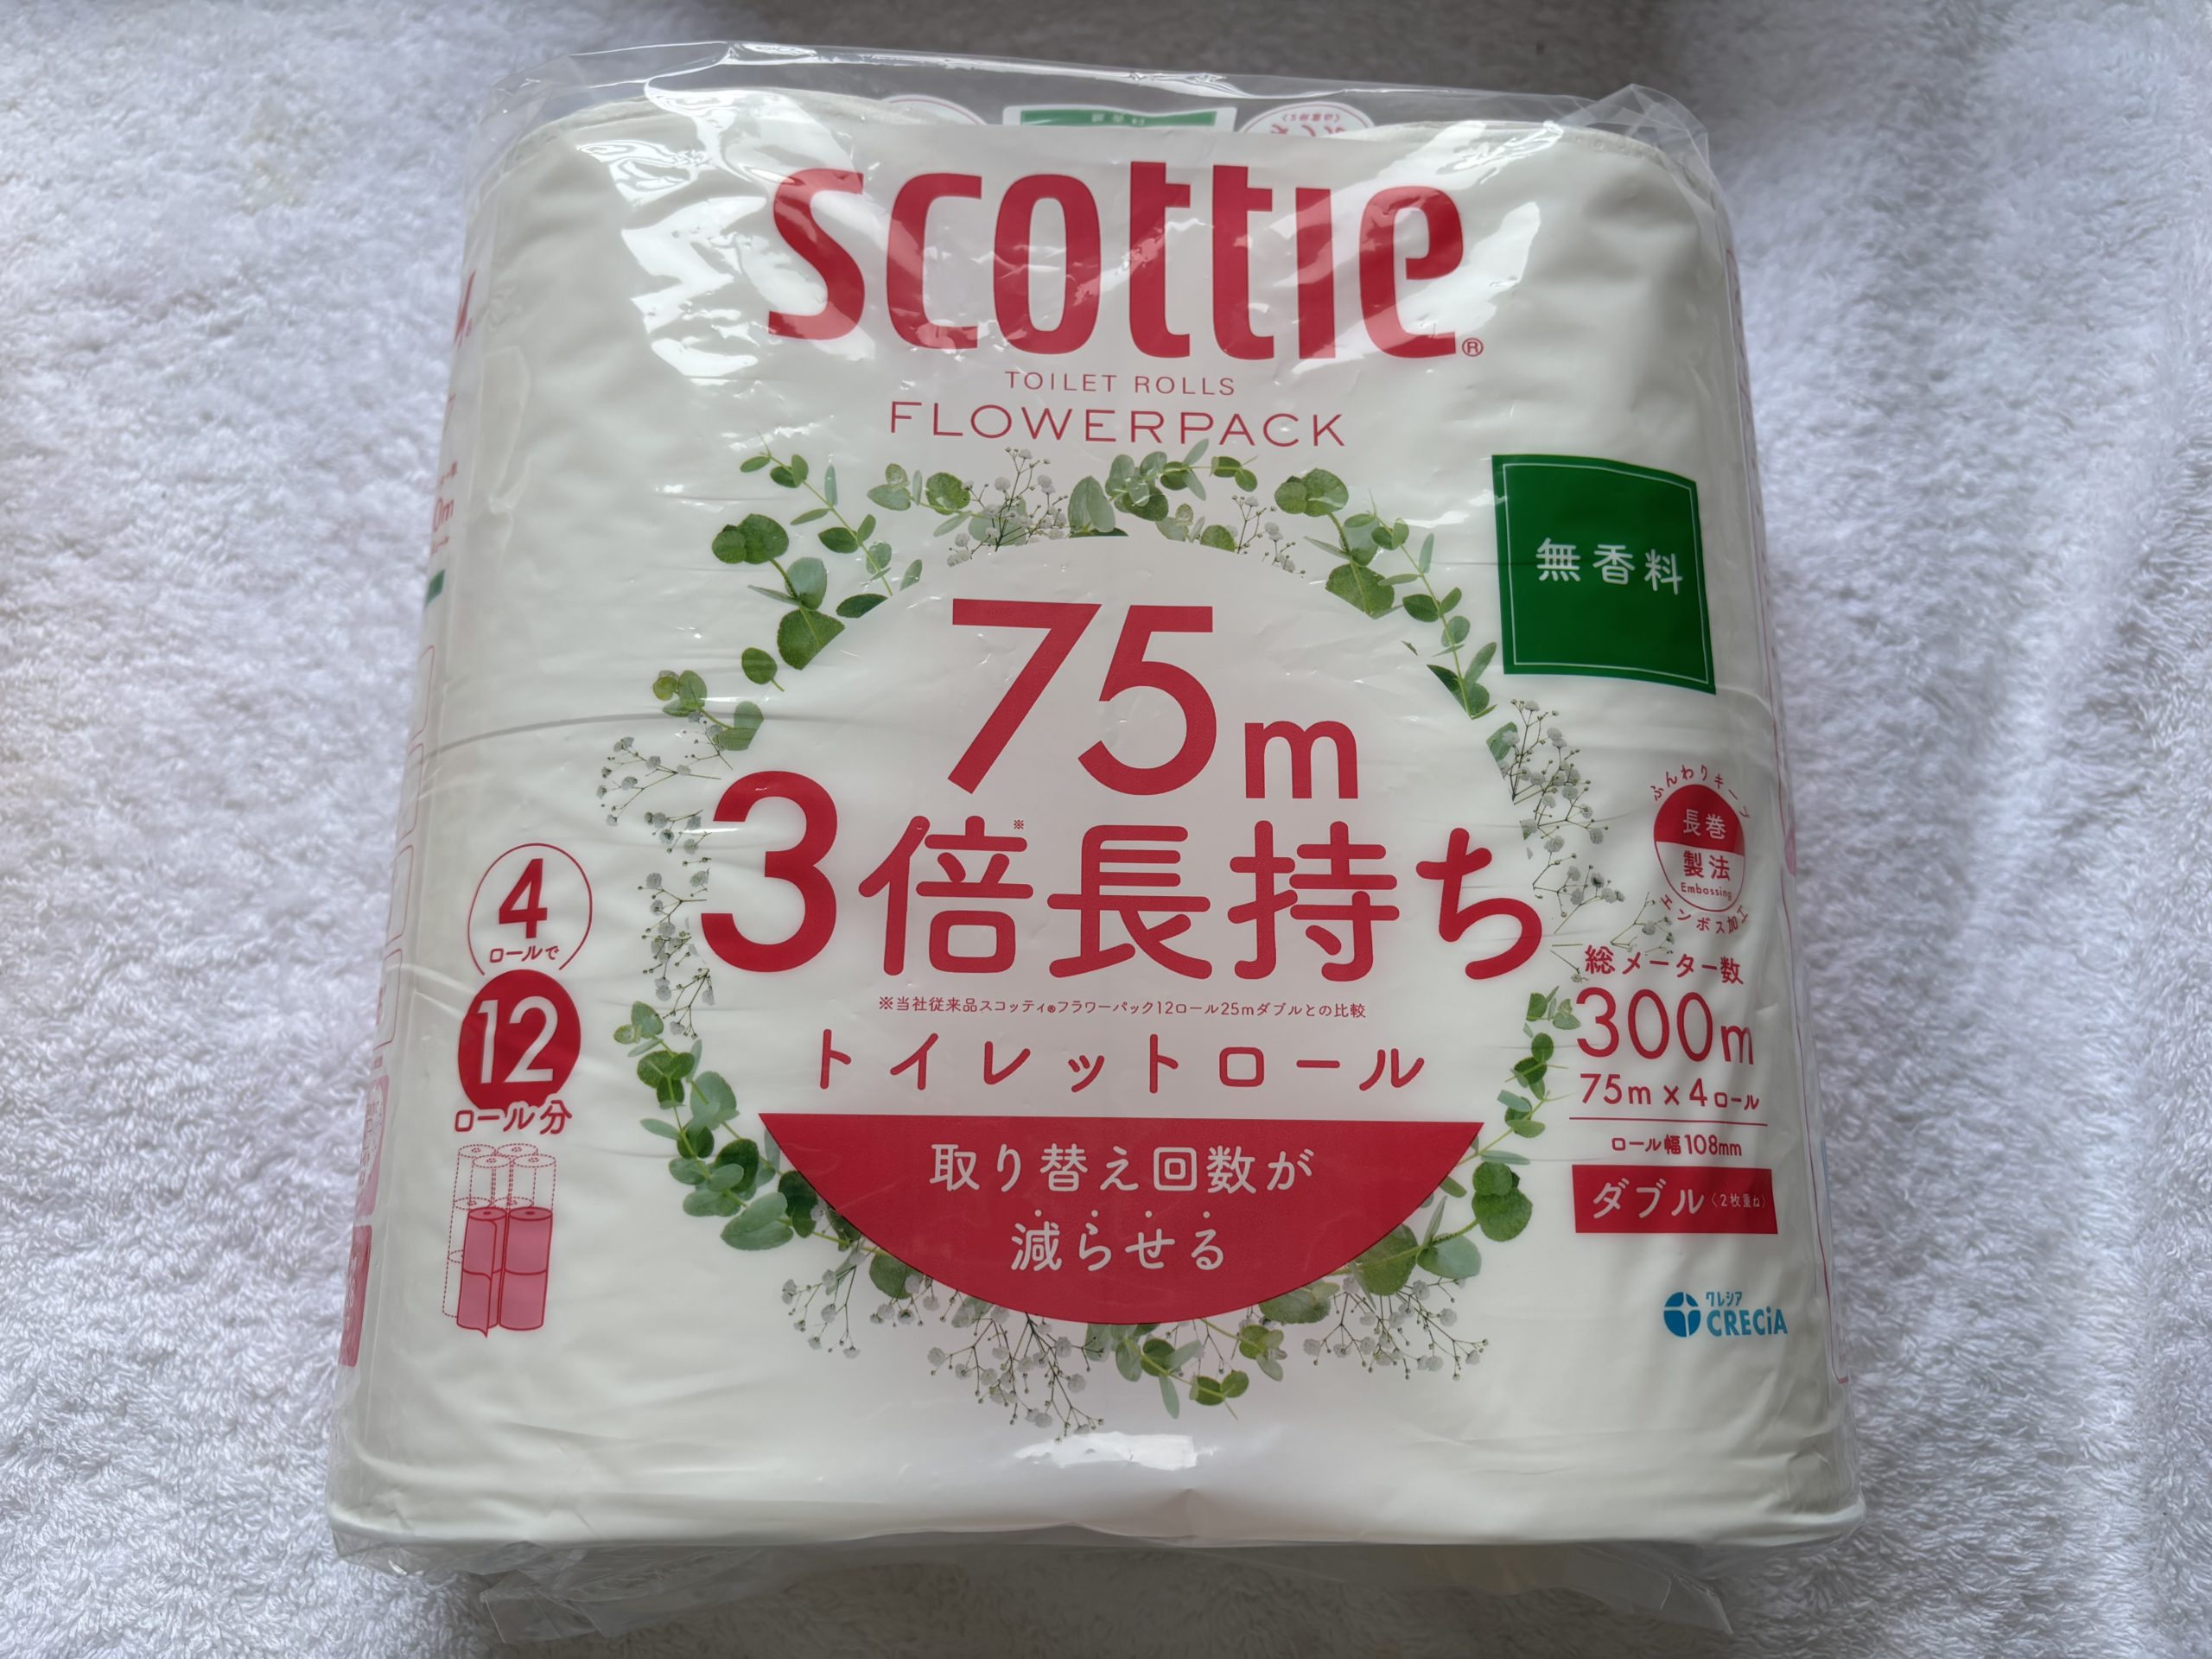 scottie®
TOILET ROLLS
FLOWERPACK
無香料
75m
3倍※長持ち
※当社従来品スコッティ®フラワーパック12ロール25mダブルとの比較
トイレットロール
取り替え回数が
減らせる
4
ロールで
12
ロール分
ふんわりキープ
長巻
製法
Embossing
エンボス加工
総メーター数
300m
75m×4ロール
ロール幅108mm
ダブル〈2枚重ね〉
クレシア
CRECIA